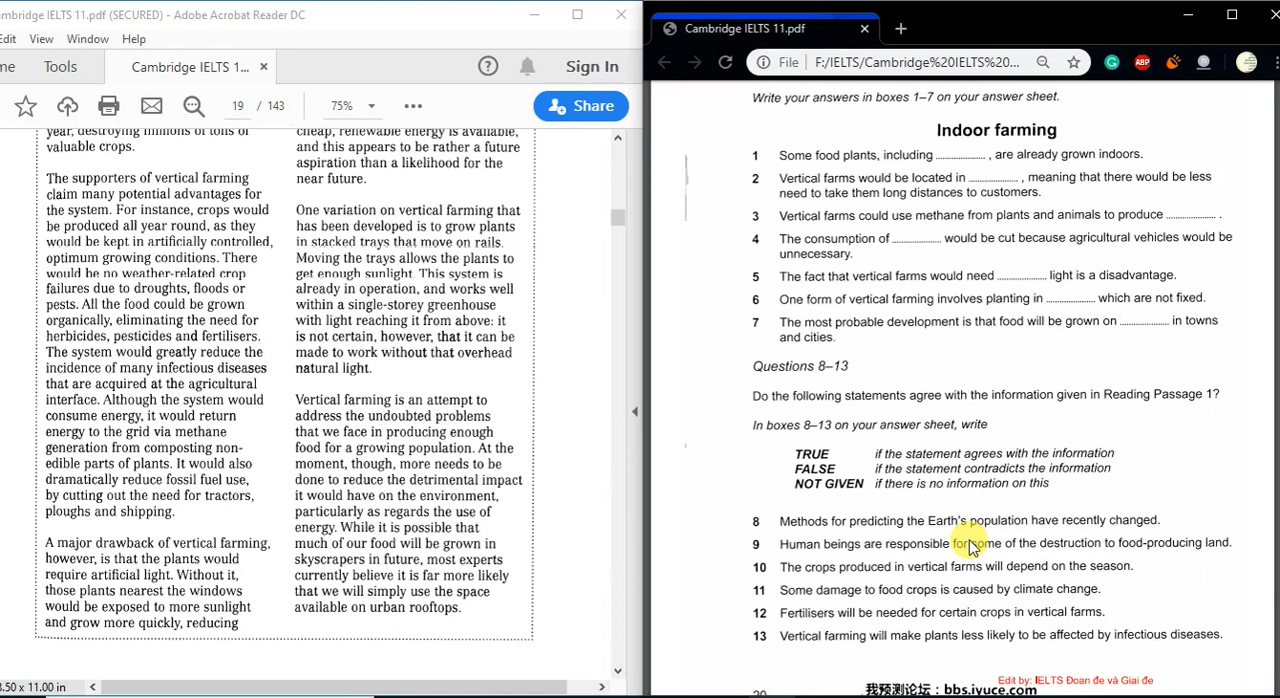 mbridge IELTS 11.pdf (SECURED) - Adobe Acrobat Reader DC
Edit View Window Help
me Tools Cambridge IELTS 1... × Sign In
19 / 143 75% Share
year, destroying millions of tons of
valuable crops.
The supporters of vertical farming
claim many potential advantages for
the system. For instance, crops would
be produced all year round, as they
would be kept in artificially controlled,
optimum growing conditions. There
would be no weather-related crop
failures due to droughts, floods or
pests. All the food could be grown
organically, eliminating the need for
herbicides, pesticides and fertilisers.
The system would greatly reduce the
incidence of many infectious diseases
that are acquired at the agricultural
interface. Although the system would
consume energy, it would return
energy to the grid via methane
generation from composting non-
edible parts of plants. It would also
dramatically reduce fossil fuel use,
by cutting out the need for tractors,
ploughs and shipping.
A major drawback of vertical farming,
however, is that the plants would
require artificial light. Without it,
those plants nearest the windows
would be exposed to more sunlight
and grow more quickly, reducing
cheap, renewable energy is available,
and this appears to be rather a future
aspiration than a likelihood for the
near future.
One variation on vertical farming that
has been developed is to grow plants
in stacked trays that move on rails.
Moving the trays allows the plants to
get enough sunlight. This system is
already in operation, and works well
within a single-storey greenhouse
with light reaching it from above: it
is not certain, however, that it can be
made to work without that overhead
natural light.
Vertical farming is an attempt to
address the undoubted problems
that we face in producing enough
food for a growing population. At the
moment, though, more needs to be
done to reduce the detrimental impact
it would have on the environment,
particularly as regards the use of
energy. While it is possible that
much of our food will be grown in
skyscrapers in future, most experts
currently believe it is far more likely
that we will simply use the space
available on urban rooftops.
8.50 x 11.00 in
Cambridge IELTS 11.pdf
File F:/IELTS/Cambridge%20IELTS%20... ABP
Write your answers in boxes 1–7 on your answer sheet.
Indoor farming
1 Some food plants, including .................... , are already grown indoors.
2 Vertical farms would be located in .................... , meaning that there would be less
need to take them long distances to customers.
3 Vertical farms could use methane from plants and animals to produce .................... .
4 The consumption of .................... would be cut because agricultural vehicles would be
unnecessary.
5 The fact that vertical farms would need .................... light is a disadvantage.
6 One form of vertical farming involves planting in .................... which are not fixed.
7 The most probable development is that food will be grown on .................... in towns
and cities.
Questions 8–13
Do the following statements agree with the information given in Reading Passage 1?
In boxes 8–13 on your answer sheet, write
TRUE if the statement agrees with the information
FALSE if the statement contradicts the information
NOT GIVEN if there is no information on this
8 Methods for predicting the Earth's population have recently changed.
9 Human beings are responsible for some of the destruction to food-producing land.
10 The crops produced in vertical farms will depend on the season.
11 Some damage to food crops is caused by climate change.
12 Fertilisers will be needed for certain crops in vertical farms.
13 Vertical farming will make plants less likely to be affected by infectious diseases.
Edit by: IELTS Đoan đe và Giai đe
20 我预测论坛：bbs.iyuce.com